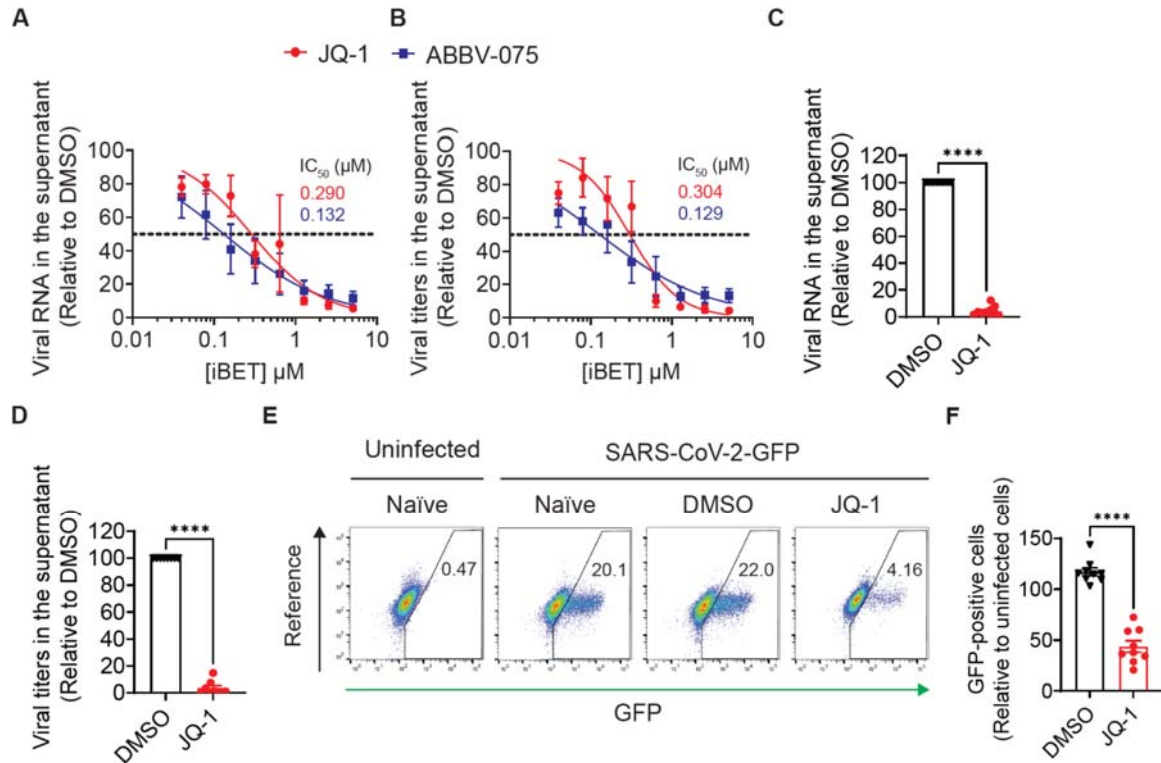 A
B
C
JQ-1
ABBV-075
Viral RNA in the supernatant
(Relative to DMSO)
100
80
60
40
20
0
0.01
0.1
1
10
[iBET] µM
IC50 (µM)
0.290
0.132
Viral titers in the supernatant
(Relative to DMSO)
100
80
60
40
20
0
0.01
0.1
1
10
[iBET] µM
IC50 (µM)
0.304
0.129
Viral RNA in the supernatant
(Relative to DMSO)
120
100
80
60
40
20
0
****
DMSO
JQ-1
D
E
F
Viral titers in the supernatant
(Relative to DMSO)
120
100
80
60
40
20
0
****
DMSO
JQ-1
Uninfected
SARS-CoV-2-GFP
Naïve
Naïve
DMSO
JQ-1
0.47
20.1
22.0
4.16
Reference
GFP
GFP-positive cells
(Relative to uninfected cells)
150
100
50
0
****
DMSO
JQ-1